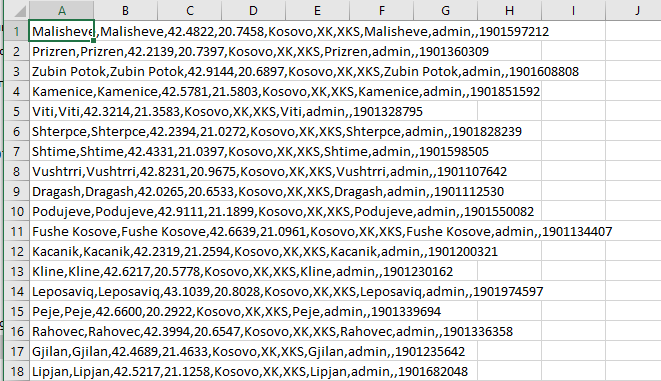 A B C D E F G H I J
1 Malisheve,Malisheve,42.4822,20.7458,Kosovo,XK,XKS,Malisheve,admin,,1901597212
2 Prizren,Prizren,42.2139,20.7397,Kosovo,XK,XKS,Prizren,admin,,1901360309
3 Zubin Potok,Zubin Potok,42.9144,20.6897,Kosovo,XK,XKS,Zubin Potok,admin,,1901608808
4 Kamenice,Kamenice,42.5781,21.5803,Kosovo,XK,XKS,Kamenice,admin,,1901851592
5 Viti,Viti,42.3214,21.3583,Kosovo,XK,XKS,Viti,admin,,1901328795
6 Shterpce,Shterpce,42.2394,21.0272,Kosovo,XK,XKS,Shterpce,admin,,1901828239
7 Shtime,Shtime,42.4331,21.0397,Kosovo,XK,XKS,Shtime,admin,,1901598505
8 Vushtrri,Vushtrri,42.8231,20.9675,Kosovo,XK,XKS,Vushtrri,admin,,1901107642
9 Dragash,Dragash,42.0265,20.6533,Kosovo,XK,XKS,Dragash,admin,,1901112530
10 Podujeve,Podujeve,42.9111,21.1899,Kosovo,XK,XKS,Podujeve,admin,,1901550082
11 Fushe Kosove,Fushe Kosove,42.6639,21.0961,Kosovo,XK,XKS,Fushe Kosove,admin,,1901134407
12 Kacanik,Kacanik,42.2319,21.2594,Kosovo,XK,XKS,Kacanik,admin,,1901200321
13 Kline,Kline,42.6217,20.5778,Kosovo,XK,XKS,Kline,admin,,1901230162
14 Leposaviq,Leposaviq,43.1039,20.8028,Kosovo,XK,XKS,Leposaviq,admin,,1901974597
15 Peje,Peje,42.6600,20.2922,Kosovo,XK,XKS,Peje,admin,,1901339694
16 Rahovec,Rahovec,42.3994,20.6547,Kosovo,XK,XKS,Rahovec,admin,,1901336358
17 Gjilan,Gjilan,42.4689,21.4633,Kosovo,XK,XKS,Gjilan,admin,,1901235642
18 Lipjan,Lipjan,42.5217,21.1258,Kosovo,XK,XKS,Lipjan,admin,,1901682048